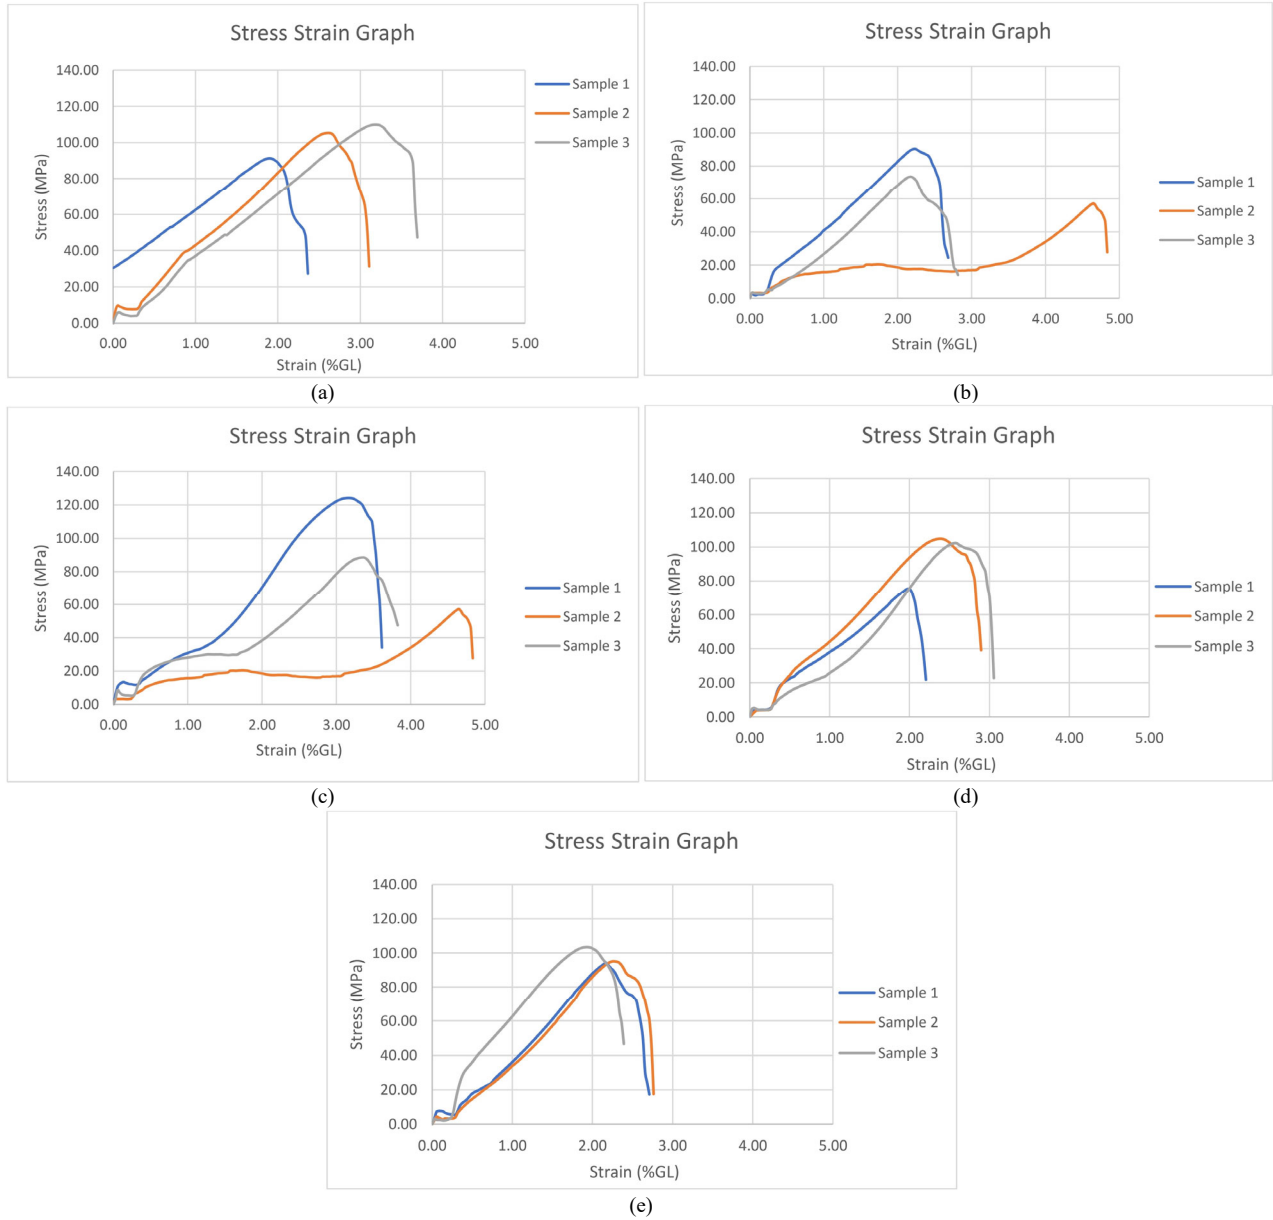 Stress Strain Graph
140.00
120.00
100.00
80.00
60.00
40.00
20.00
0.00
Stress (MPa)
0.00 1.00 2.00 3.00 4.00 5.00
Strain (%GL)
Sample 1
Sample 2
Sample 3
(a)
Stress Strain Graph
140.00
120.00
100.00
80.00
60.00
40.00
20.00
0.00
Stress (MPa)
0.00 1.00 2.00 3.00 4.00 5.00
Strain (%GL)
Sample 1
Sample 2
Sample 3
(b)
Stress Strain Graph
140.00
120.00
100.00
80.00
60.00
40.00
20.00
0.00
Stress (MPa)
0.00 1.00 2.00 3.00 4.00 5.00
Strain (%GL)
Sample 1
Sample 2
Sample 3
(c)
Stress Strain Graph
140.00
120.00
100.00
80.00
60.00
40.00
20.00
0.00
Stress (MPa)
0.00 1.00 2.00 3.00 4.00 5.00
Strain (%GL)
Sample 1
Sample 2
Sample 3
(d)
Stress Strain Graph
140.00
120.00
100.00
80.00
60.00
40.00
20.00
0.00
Stress (MPa)
0.00 1.00 2.00 3.00 4.00 5.00
Strain (%GL)
Sample 1
Sample 2
Sample 3
(e)